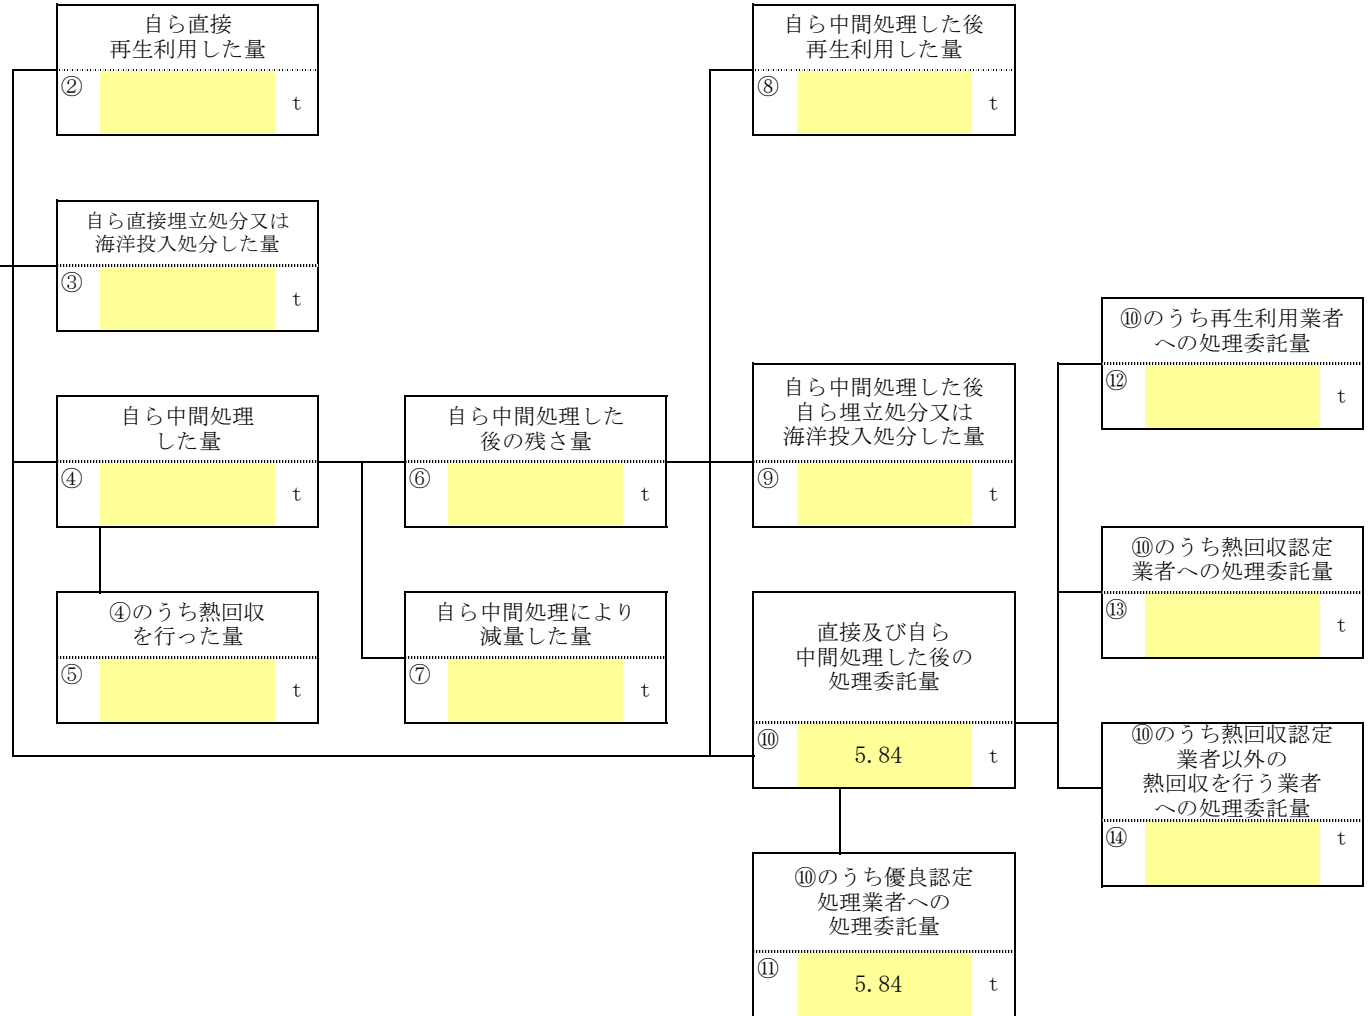 自ら直接
再生利用した量
②
t
自ら直接埋立処分又は
海洋投入処分した量
③
t
自ら中間処理
した量
④
t
④のうち熱回収
を行った量
⑤
t
自ら中間処理した
後の残さ量
⑥
t
自ら中間処理により
減量した量
⑦
t
自ら中間処理した後
再生利用した量
⑧
t
自ら中間処理した後
自ら埋立処分又は
海洋投入処分した量
⑨
t
直接及び自ら
中間処理した後の
処理委託量
⑩ 5.84 t
⑩のうち優良認定
処理業者への
処理委託量
⑪ 5.84 t
⑩のうち再生利用業者
への処理委託量
⑫
t
⑩のうち熱回収認定
業者への処理委託量
⑬
t
⑩のうち熱回収認定
業者以外の
熱回収を行う業者
への処理委託量
⑭
t